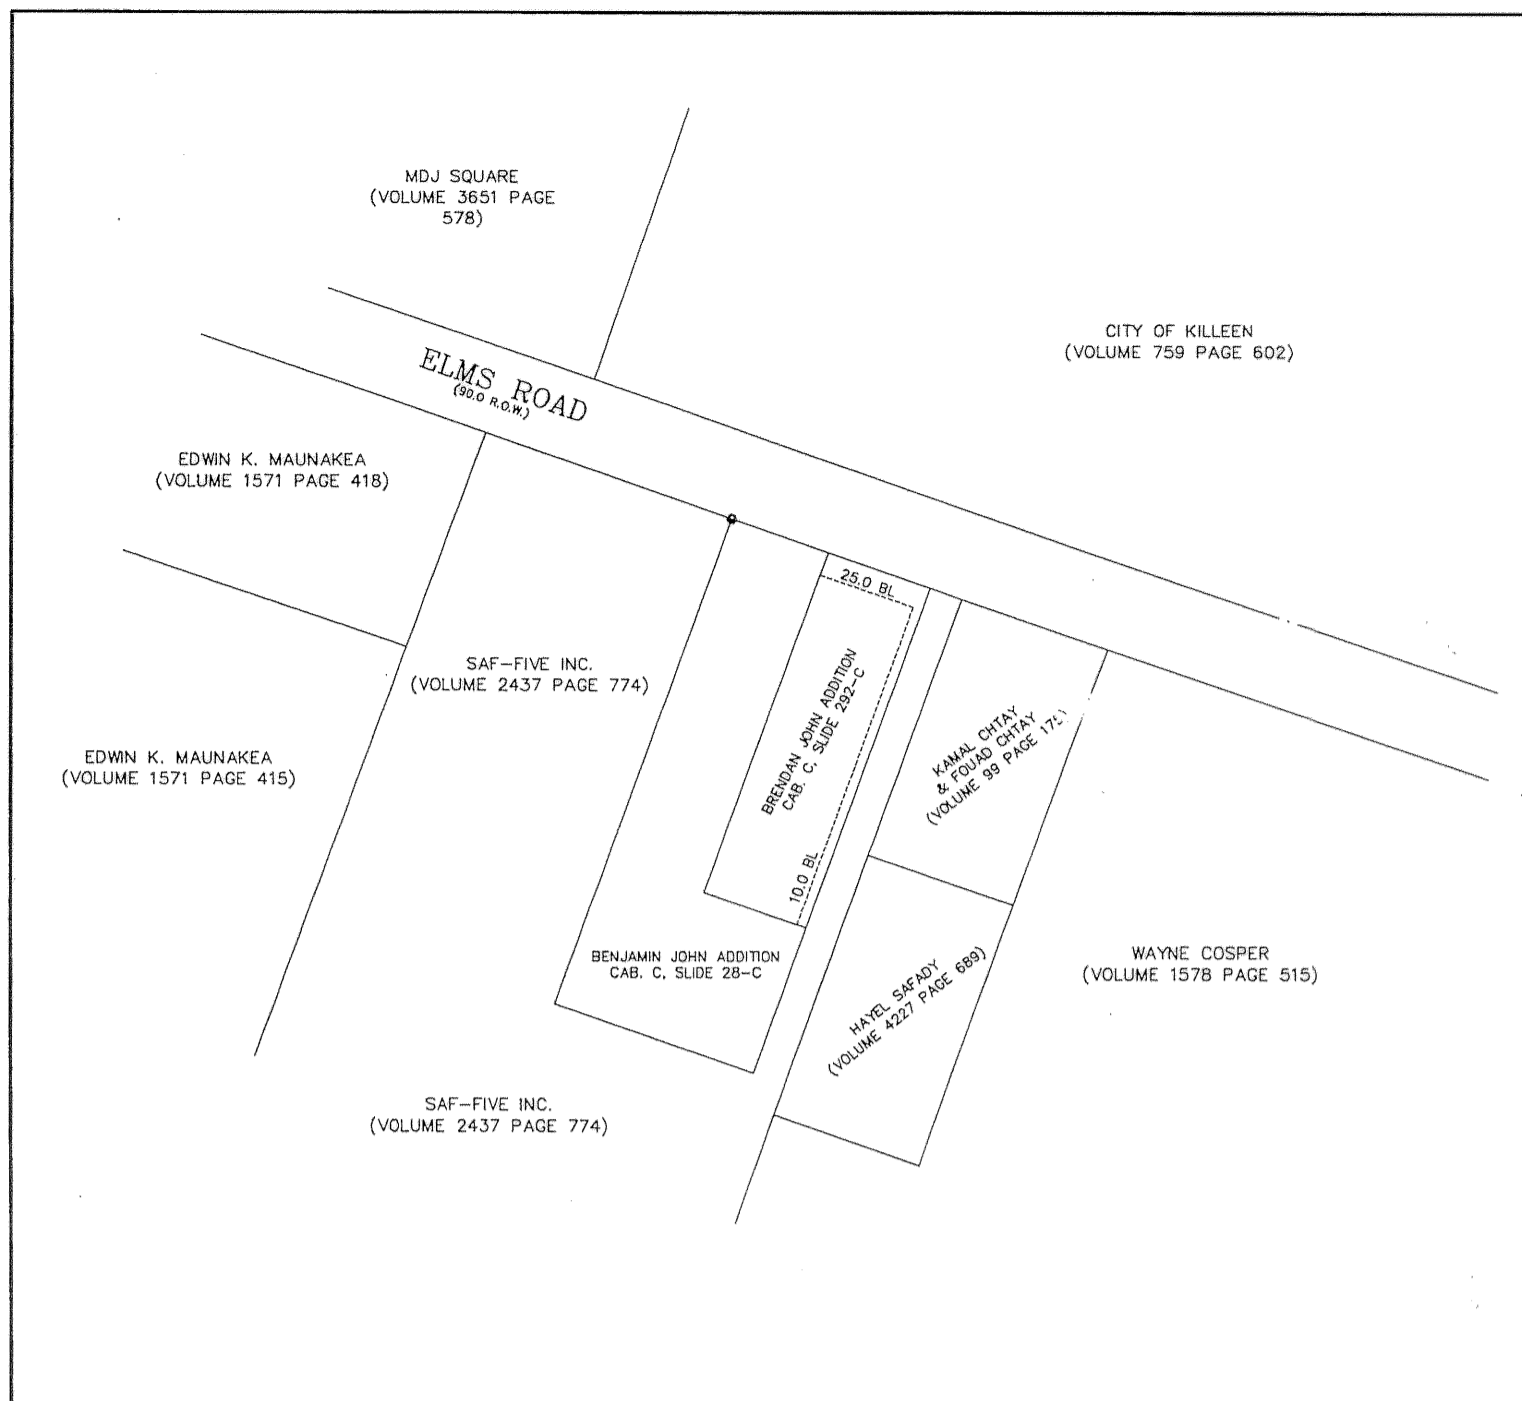 MDJ SQUARE
(VOLUME 3651 PAGE
578)
CITY OF KILLEEN
(VOLUME 759 PAGE 602)
ELMS ROAD
(90.0 R.O.W.)
EDWIN K. MAUNAKEA
(VOLUME 1571 PAGE 418)
25.0 BL
SAF-FIVE INC.
(VOLUME 2437 PAGE 774)
BRENDAN JOHN ADDITION
CAB. C, SLIDE 292-C
10.0 BL
KAMAL CHTAY
& FOUAD CHTAY
(VOLUME 99 PAGE
EDWIN K. MAUNAKEA
(VOLUME 1571 PAGE 415)
BENJAMIN JOHN ADDITION
CAB. C, SLIDE 28-C
HAYEL SAFADY
(VOLUME 4227 PAGE 689)
WAYNE COSPER
(VOLUME 1578 PAGE 515)
SAF-FIVE INC.
(VOLUME 2437 PAGE 774)